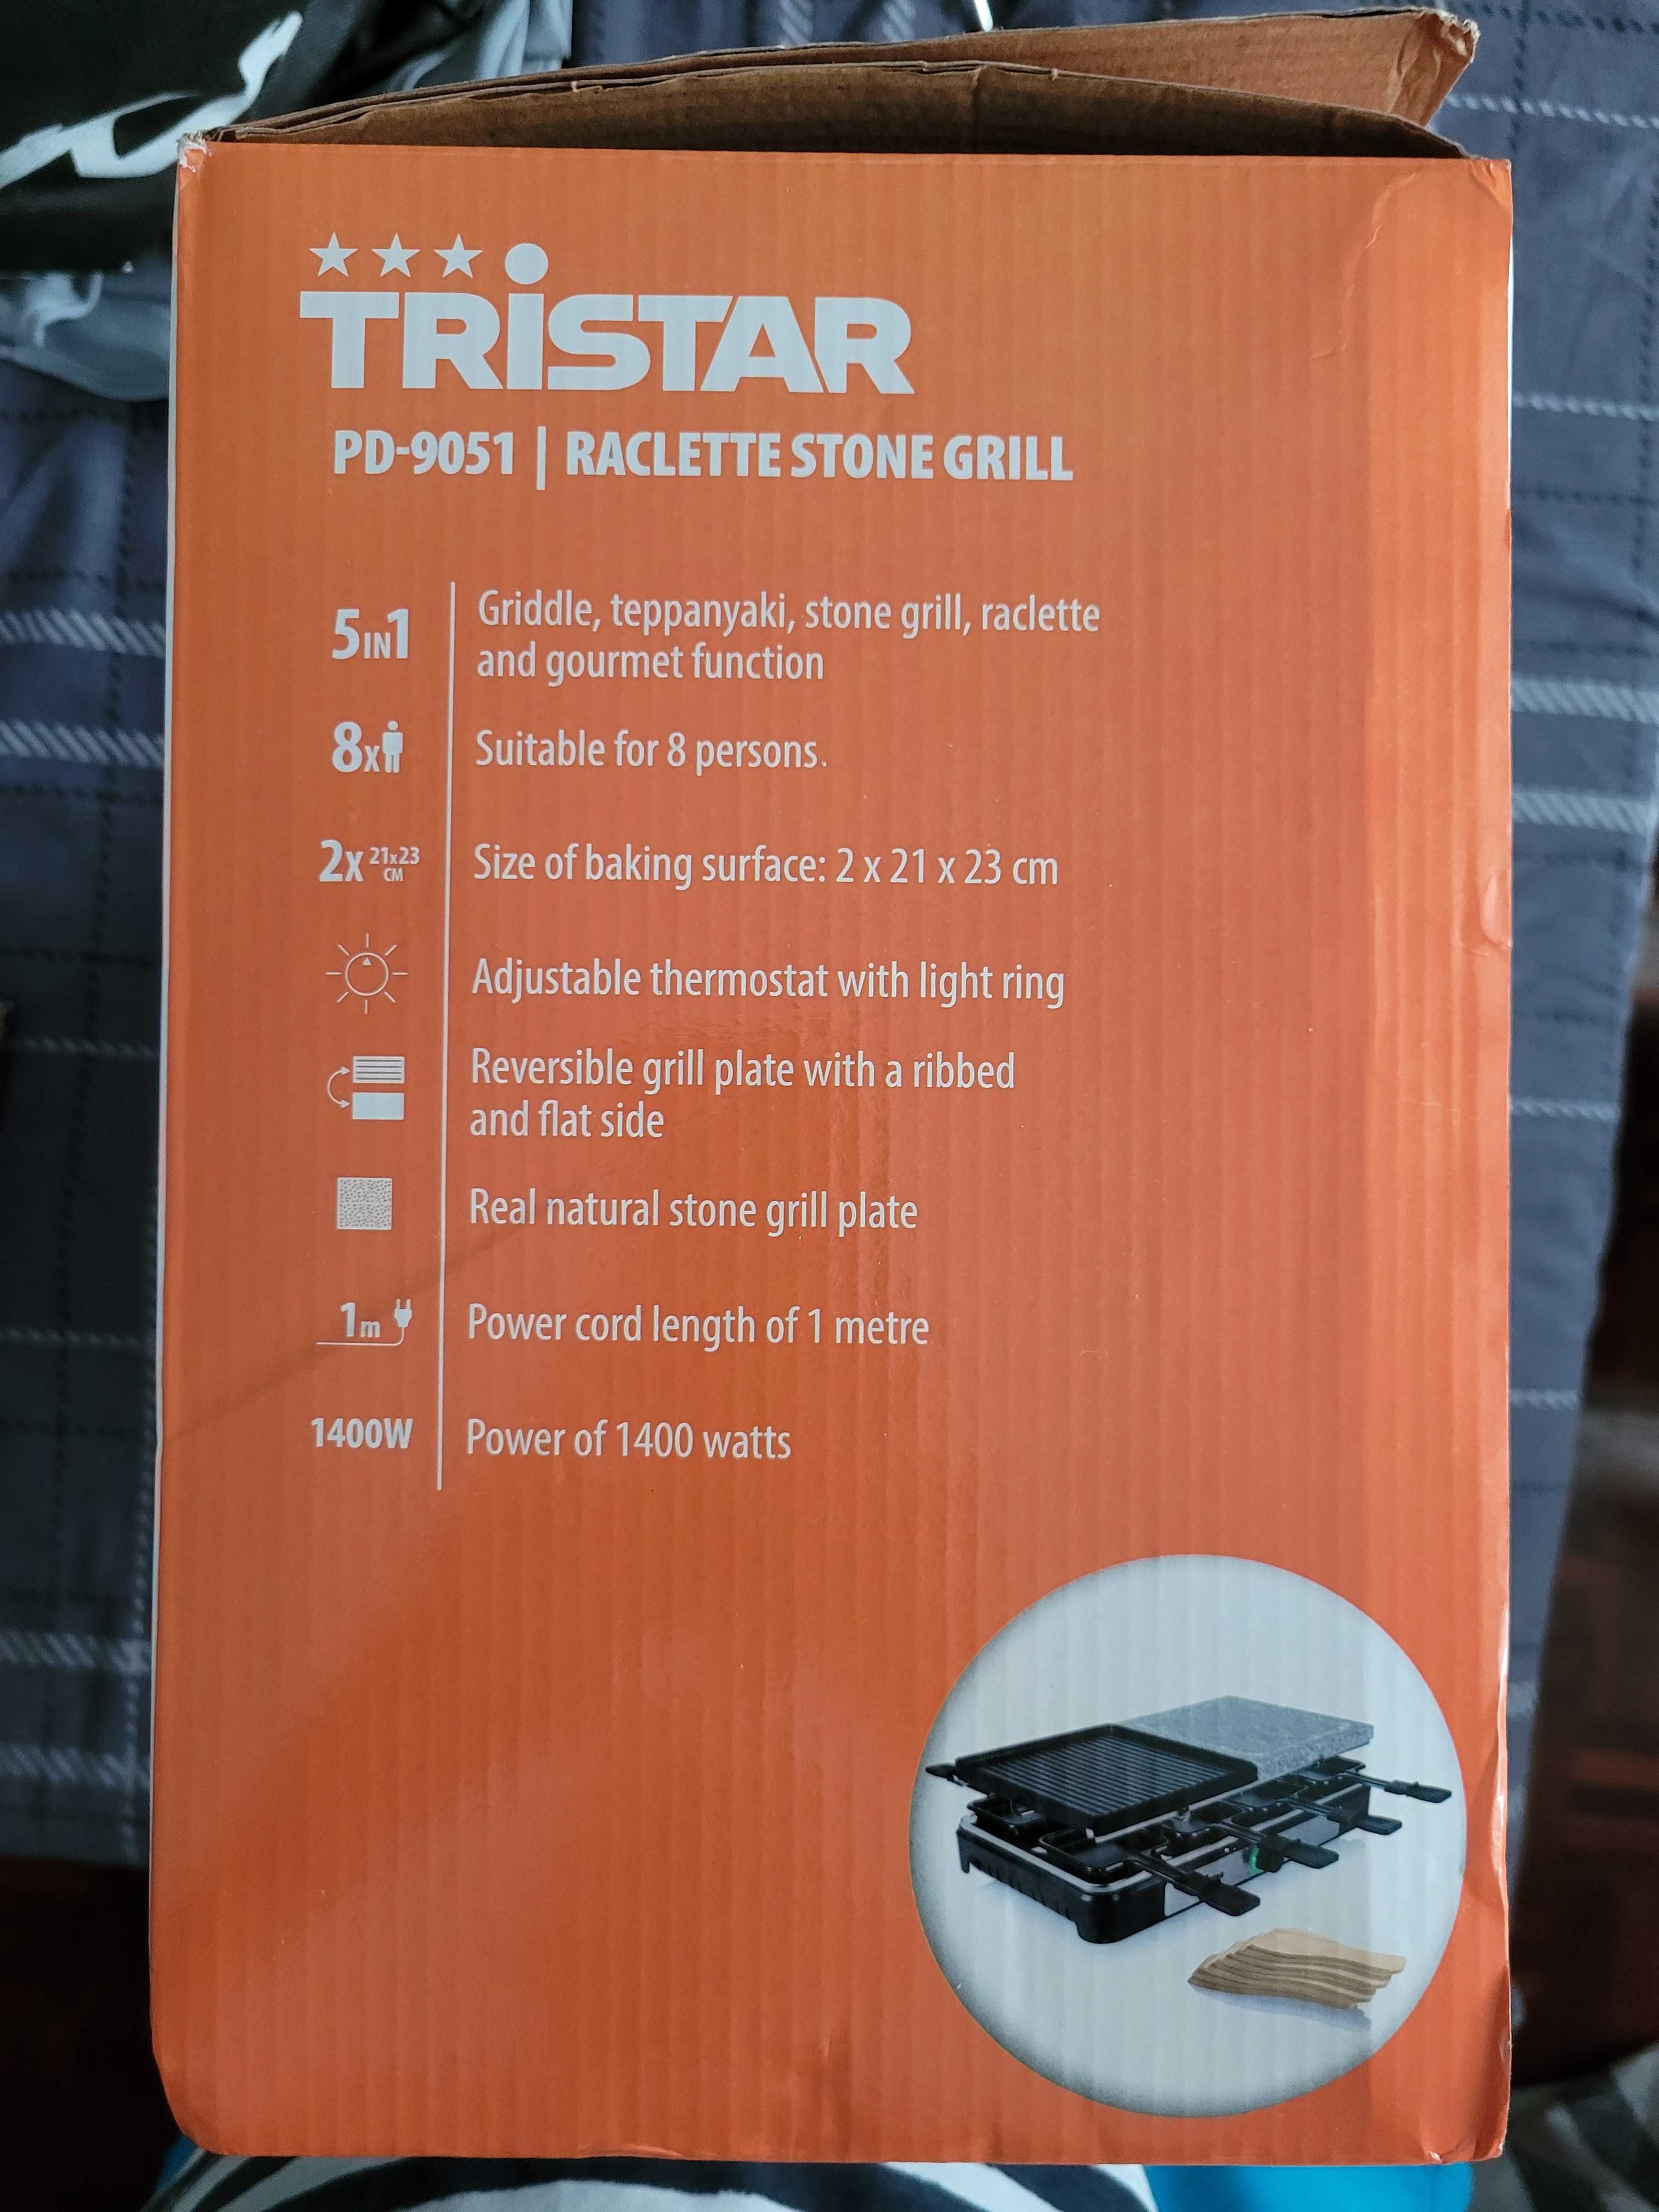 TRISTAR
PD-9051 | RACLETTE STONE GRILL
5IN1
Griddle, teppanyaki, stone grill, raclette
and gourmet function
8x
Suitable for 8 persons.
2x 21x23 CM
Size of baking surface: 2 x 21 x 23 cm
Adjustable thermostat with light ring
Reversible grill plate with a ribbed
and flat side
Real natural stone grill plate
1m
Power cord length of 1 metre
1400W
Power of 1400 watts